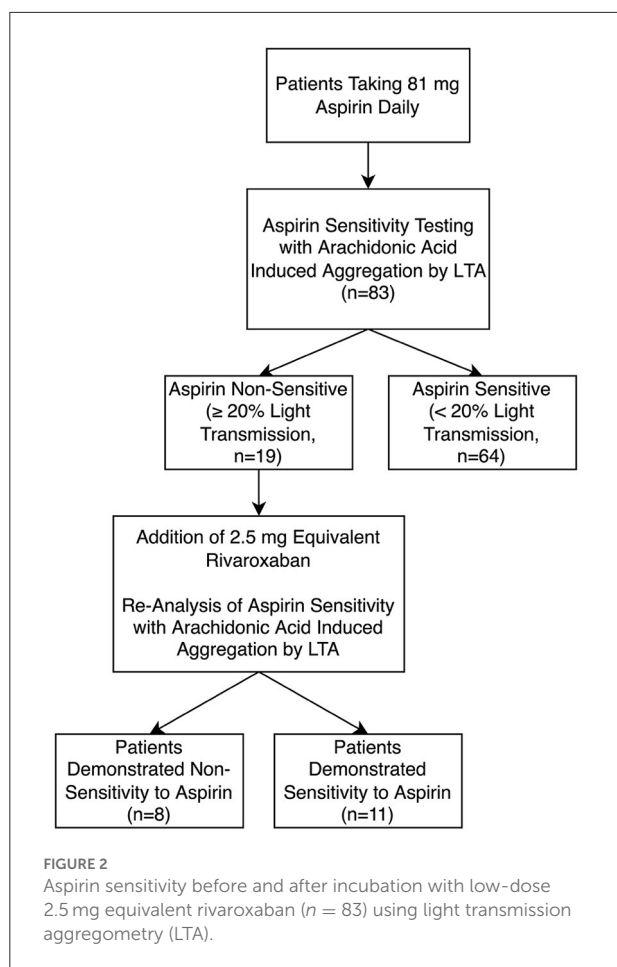 Patients Taking 81 mg
Aspirin Daily
Aspirin Sensitivity Testing
with Arachidonic Acid
Induced Aggregation by LTA
(n=83)
Aspirin Non-Sensitive
(≥ 20% Light
Transmission,
n=19)
Aspirin Sensitive
(< 20% Light
Transmission,
n=64)
Addition of 2.5 mg Equivalent
Rivaroxaban
Re-Analysis of Aspirin Sensitivity
with Arachidonic Acid Induced
Aggregation by LTA
Patients
Demonstrated Non-
Sensitivity to Aspirin
(n=8)
Patients
Demonstrated
Sensitivity to Aspirin
(n=11)
FIGURE 2
Aspirin sensitivity before and after incubation with low-dose
2.5 mg equivalent rivaroxaban (n = 83) using light transmission
aggregometry (LTA).